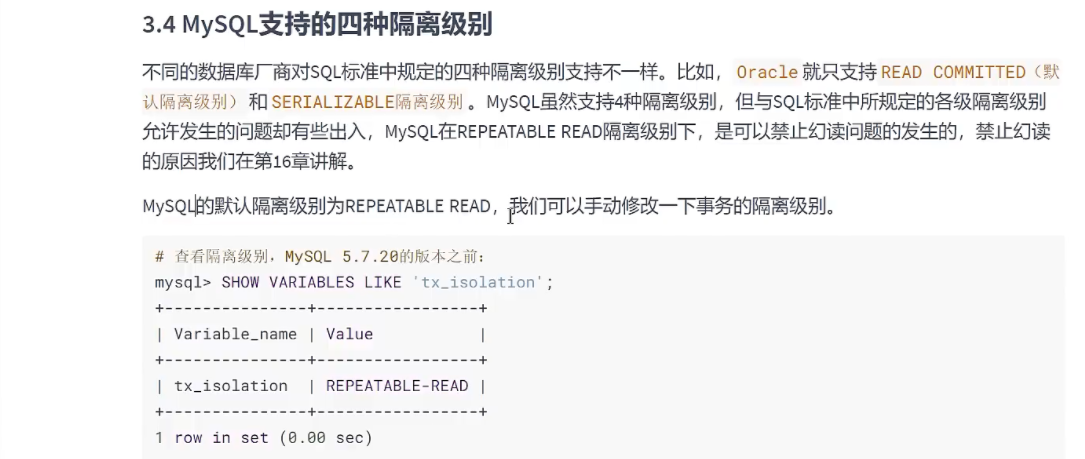 3.4 MySQL支持的四种隔离级别
不同的数据库厂商对SQL标准中规定的四种隔离级别支持不一样。比如，Oracle 就只支持 READ COMMITTED（默
认隔离级别） 和 SERIALIZABLE隔离级别 。MySQL虽然支持4种隔离级别，但与SQL标准中所规定的各级隔离级别
允许发生的问题却有些出入，MySQL在REPEATABLE READ隔离级别下，是可以禁止幻读问题的发生的，禁止幻读
的原因我们在第16章讲解。
MySQL的默认隔离级别为REPEATABLE READ，我们可以手动修改一下事务的隔离级别。
# 查看隔离级别，MySQL 5.7.20的版本之前：
mysql> SHOW VARIABLES LIKE 'tx_isolation';
+---------------+-----------------+
| Variable_name | Value           |
+---------------+-----------------+
| tx_isolation  | REPEATABLE-READ |
+---------------+-----------------+
1 row in set (0.00 sec)